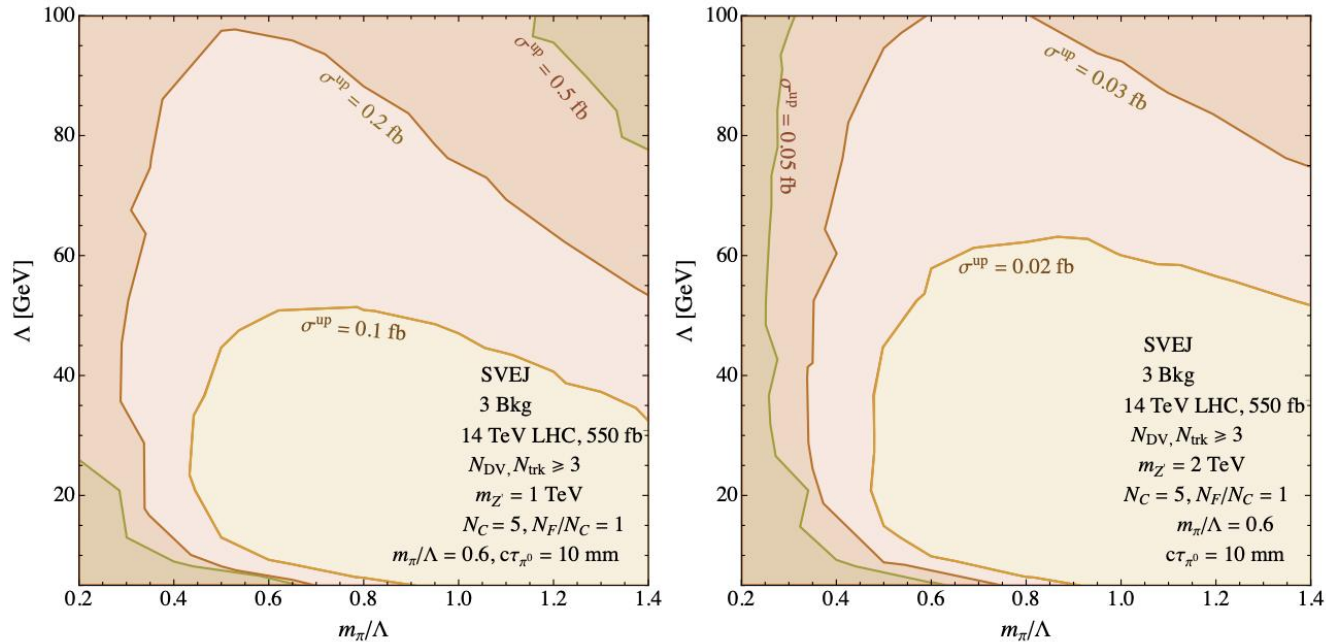 100
80
60
40
20
Λ [GeV]
σ^up = 0.5 fb
σ^up = 0.2 fb
σ^up = 0.1 fb
SVEJ
3 Bkg
14 TeV LHC, 550 fb
N_DV, N_trk ⩾ 3
m_Z' = 1 TeV
N_C = 5, N_F/N_C = 1
m_π/Λ = 0.6, cτ_π⁰ = 10 mm
0.2 0.4 0.6 0.8 1.0 1.2 1.4
m_π/Λ
100
80
60
40
20
Λ [GeV]
σ^up = 0.05 fb
σ^up = 0.03 fb
σ^up = 0.02 fb
SVEJ
3 Bkg
14 TeV LHC, 550 fb
N_DV, N_trk ⩾ 3
m_Z' = 2 TeV
N_C = 5, N_F/N_C = 1
m_π/Λ = 0.6
cτ_π⁰ = 10 mm
0.2 0.4 0.6 0.8 1.0 1.2 1.4
m_π/Λ